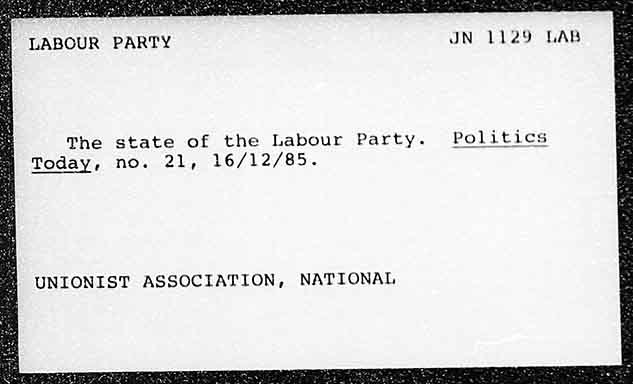 LABOUR PARTY JN 1129 LAB
The state of the Labour Party. Politics
Today, no. 21, 16/12/85.
UNIONIST ASSOCIATION, NATIONAL